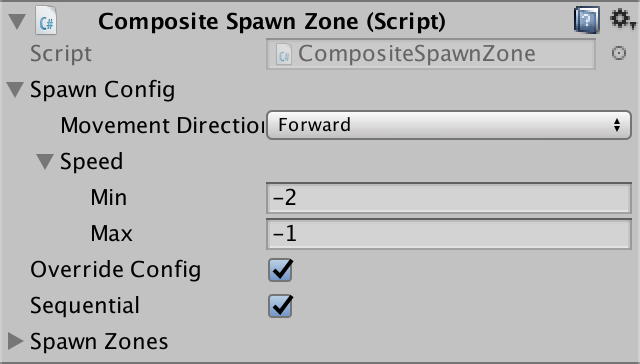 Composite Spawn Zone (Script)
Script CompositeSpawnZone
Spawn Config
Movement Direction Forward
Speed
Min -2
Max -1
Override Config
Sequential
Spawn Zones